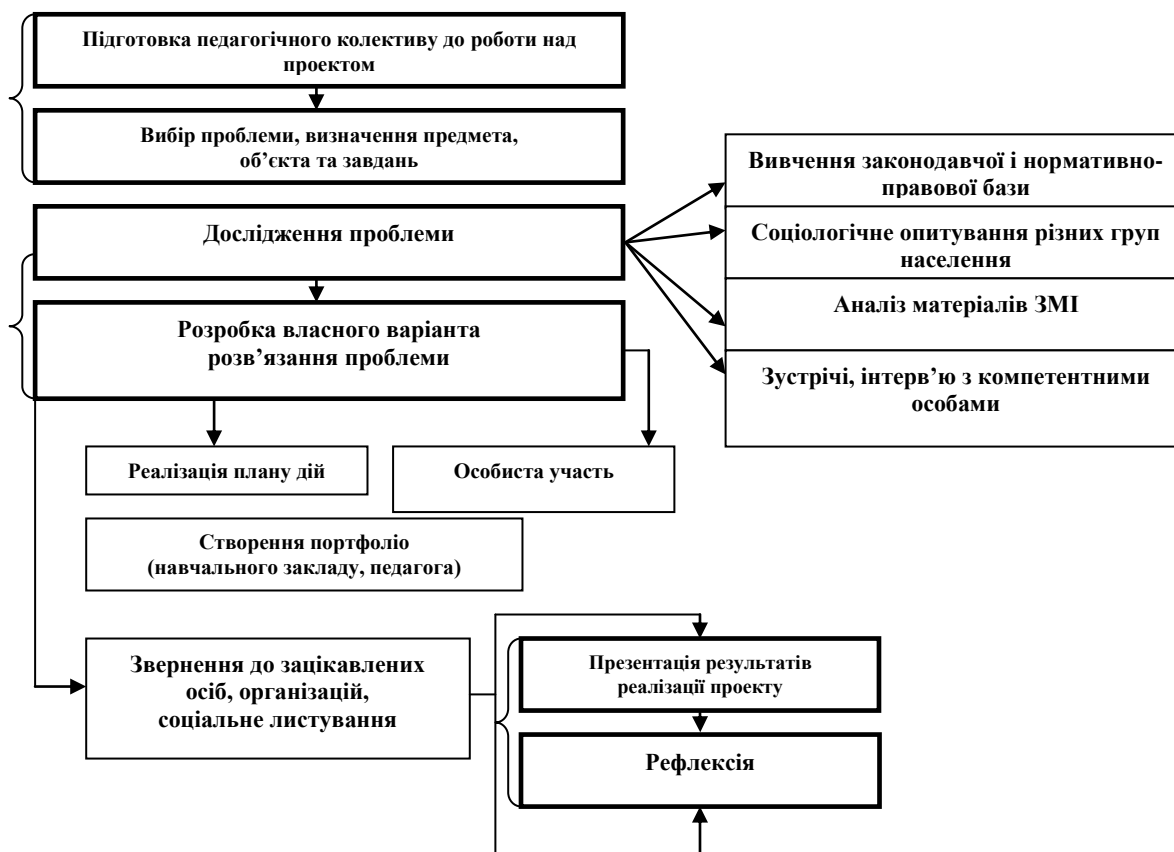 Підготовка педагогічного колективу до роботи над
проектом
Вибір проблеми, визначення предмета,
об’єкта та завдань
Дослідження проблеми
Розробка власного варіанта
розв’язання проблеми
Вивчення законодавчої і нормативно-
правової бази
Соціологічне опитування різних груп
населення
Аналіз матеріалів ЗМІ
Зустрічі, інтерв’ю з компетентними
особами
Реалізація плану дій
Особиста участь
Створення портфоліо
(навчального закладу, педагога)
Звернення до зацікавлених
осіб, організацій,
соціальне листування
Презентація результатів
реалізації проекту
Рефлексія